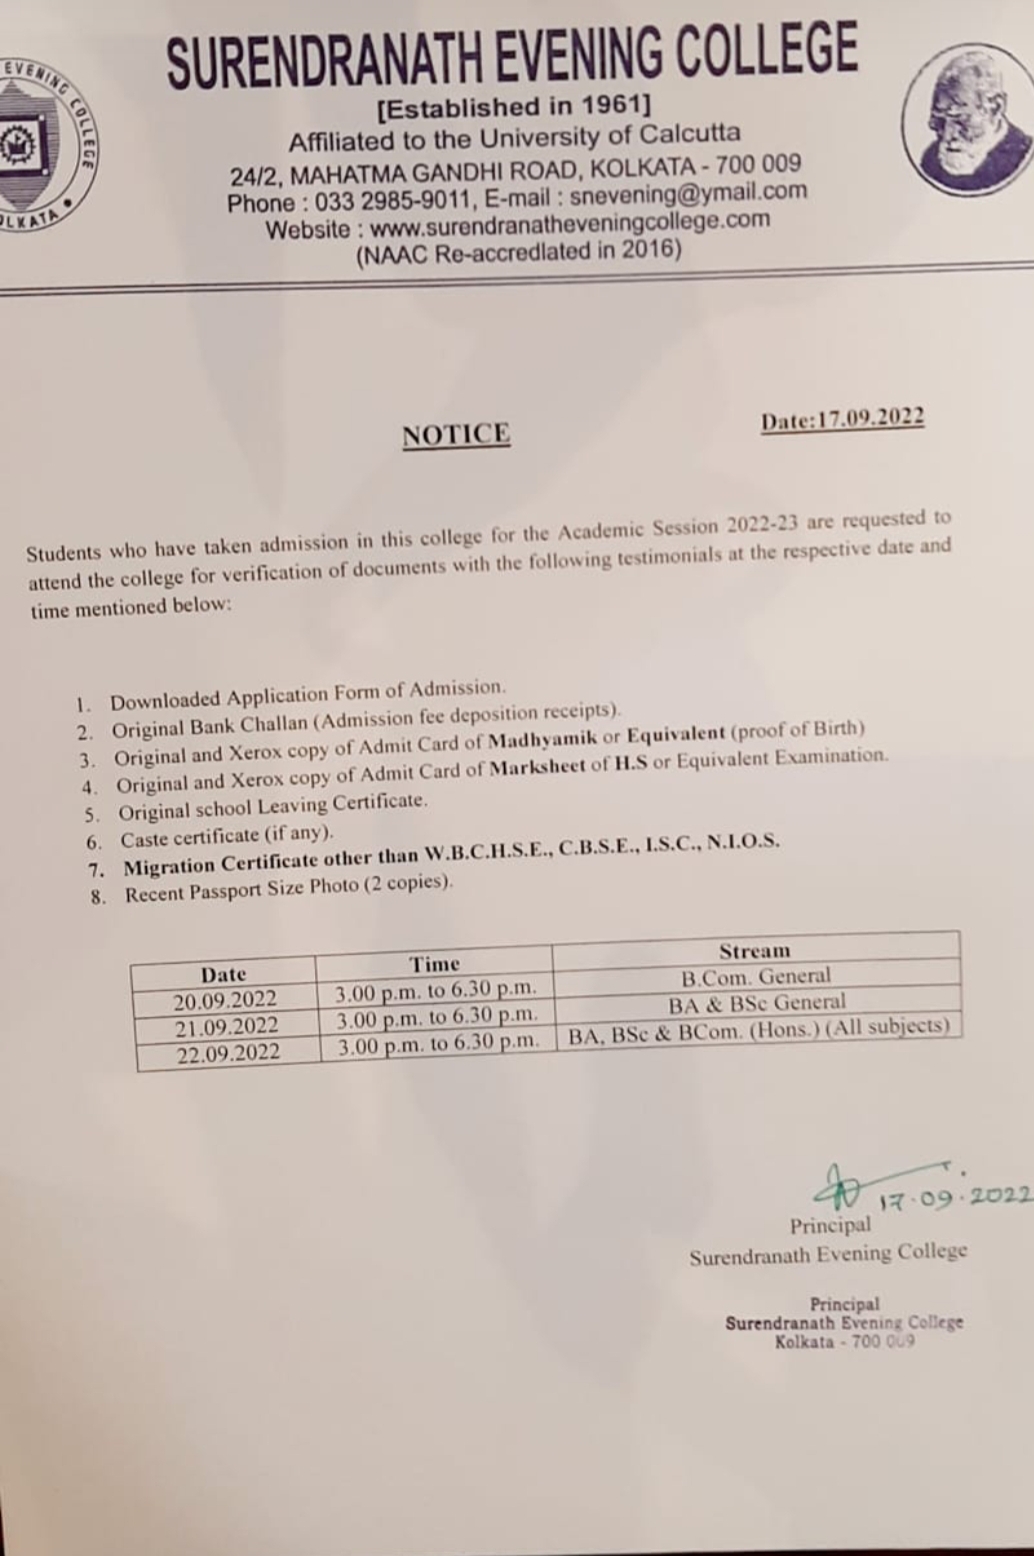 SURENDRANATH EVENING COLLEGE
[Established in 1961]
Affiliated to the University of Calcutta
24/2, MAHATMA GANDHI ROAD, KOLKATA - 700 009
Phone : 033 2985-9011, E-mail : snevening@ymail.com
Website : www.surendranatheveningcollege.com
(NAAC Re-accredlated in 2016)
EVENING COLLEGE
OLKATA
NOTICE
Date:17.09.2022
Students who have taken admission in this college for the Academic Session 2022-23 are requested to
attend the college for verification of documents with the following testimonials at the respective date and
time mentioned below:
1. Downloaded Application Form of Admission.
2. Original Bank Challan (Admission fee deposition receipts).
3. Original and Xerox copy of Admit Card of Madhyamik or Equivalent (proof of Birth)
4. Original and Xerox copy of Admit Card of Marksheet of H.S or Equivalent Examination.
5. Original school Leaving Certificate.
6. Caste certificate (if any).
7. Migration Certificate other than W.B.C.H.S.E., C.B.S.E., I.S.C., N.I.O.S.
8. Recent Passport Size Photo (2 copies).
Date Time Stream
20.09.2022 3.00 p.m. to 6.30 p.m. B.Com. General
21.09.2022 3.00 p.m. to 6.30 p.m. BA & BSc General
22.09.2022 3.00 p.m. to 6.30 p.m. BA, BSc & BCom. (Hons.) (All subjects)
17.09.2022
Principal
Surendranath Evening College
Principal
Surendranath Evening College
Kolkata - 700 009